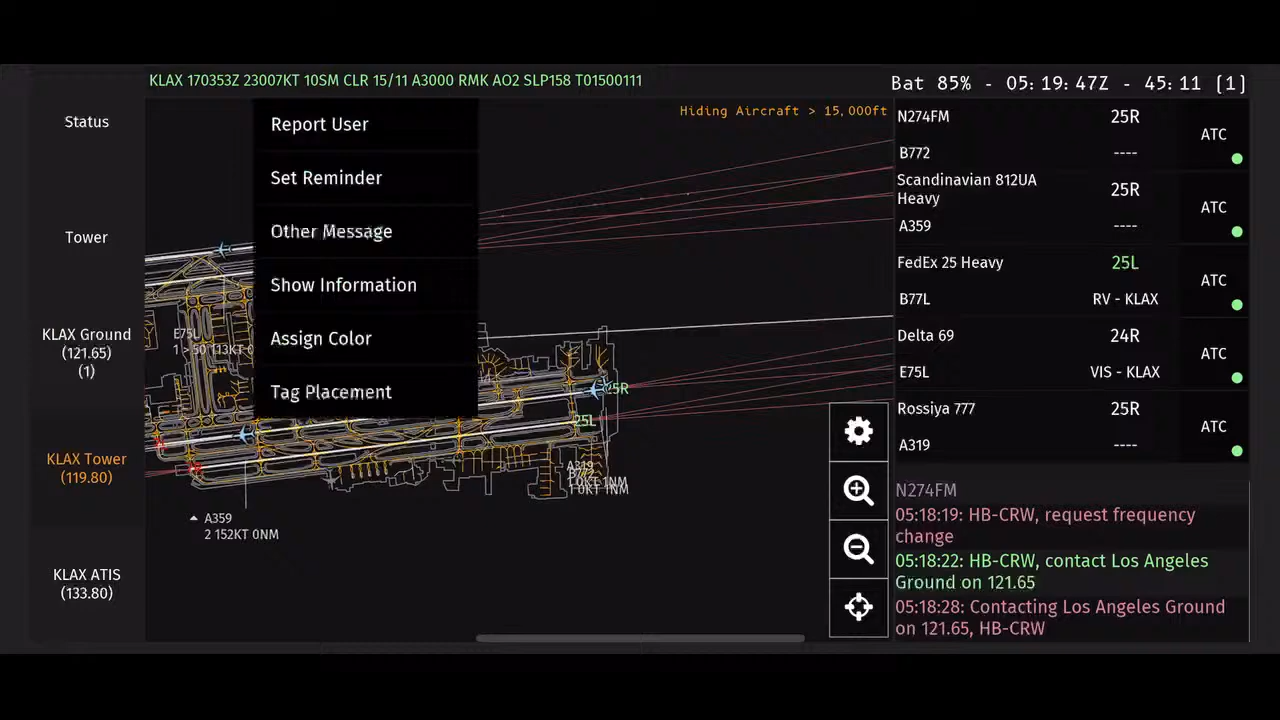 KLAX 170353Z 23007KT 10SM CLR 15/11 A3000 RMK AO2 SLP158 T01500111
Bat 85% - 05:19:47Z - 45:11 [1]
Status
Tower
KLAX Ground
(121.65)
(1)
KLAX Tower
(119.80)
KLAX ATIS
(133.80)
Hiding Aircraft > 15,000ft
Report User
Set Reminder
Other Message
Show Information
Assign Color
Tag Placement
E75L
25R
25L
A319
A359
2 152KT 0NM
N274FM
25R
ATC
B772
----
Scandinavian 812UA
Heavy
25R
ATC
A359
----
FedEx 25 Heavy
25L
ATC
B77L
RV - KLAX
Delta 69
24R
ATC
E75L
VIS - KLAX
Rossiya 777
25R
ATC
A319
----
N274FM
05:18:19: HB-CRW, request frequency
change
05:18:22: HB-CRW, contact Los Angeles
Ground on 121.65
05:18:28: Contacting Los Angeles Ground
on 121.65, HB-CRW